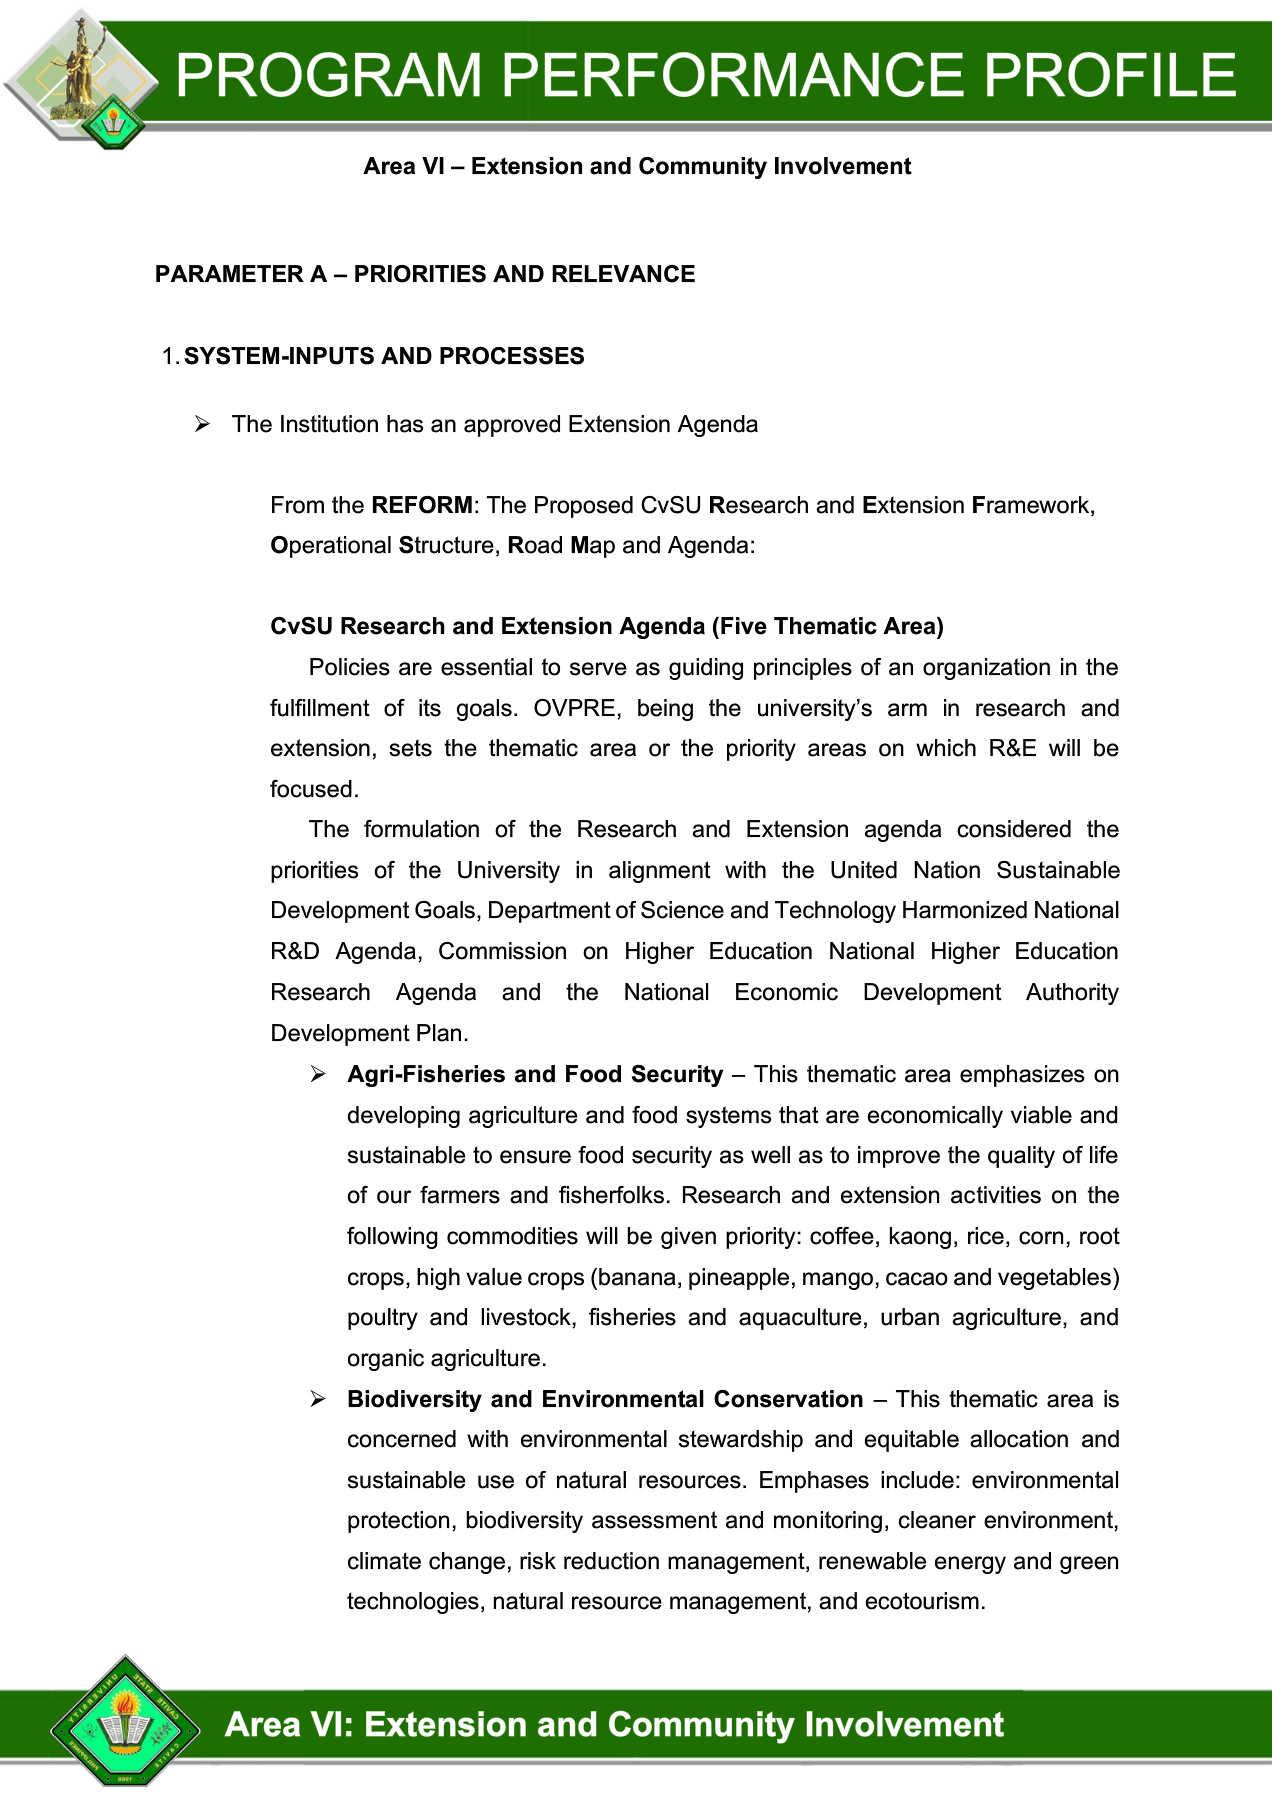 PROGRAM PERFORMANCE PROFILE
Area VI – Extension and Community Involvement
PARAMETER A – PRIORITIES AND RELEVANCE
1. SYSTEM-INPUTS AND PROCESSES
➢ The Institution has an approved Extension Agenda
From the REFORM: The Proposed CvSU Research and Extension Framework,
Operational Structure, Road Map and Agenda:
CvSU Research and Extension Agenda (Five Thematic Area)
Policies are essential to serve as guiding principles of an organization in the
fulfillment of its goals. OVPRE, being the university’s arm in research and
extension, sets the thematic area or the priority areas on which R&E will be
focused.
The formulation of the Research and Extension agenda considered the
priorities of the University in alignment with the United Nation Sustainable
Development Goals, Department of Science and Technology Harmonized National
R&D Agenda, Commission on Higher Education National Higher Education
Research Agenda and the National Economic Development Authority
Development Plan.
➢ Agri-Fisheries and Food Security – This thematic area emphasizes on
developing agriculture and food systems that are economically viable and
sustainable to ensure food security as well as to improve the quality of life
of our farmers and fisherfolks. Research and extension activities on the
following commodities will be given priority: coffee, kaong, rice, corn, root
crops, high value crops (banana, pineapple, mango, cacao and vegetables)
poultry and livestock, fisheries and aquaculture, urban agriculture, and
organic agriculture.
➢ Biodiversity and Environmental Conservation – This thematic area is
concerned with environmental stewardship and equitable allocation and
sustainable use of natural resources. Emphases include: environmental
protection, biodiversity assessment and monitoring, cleaner environment,
climate change, risk reduction management, renewable energy and green
technologies, natural resource management, and ecotourism.
CAVITE STATE UNIVERSITY
CAVITE
PHILIPPINES
1906
Area VI: Extension and Community Involvement